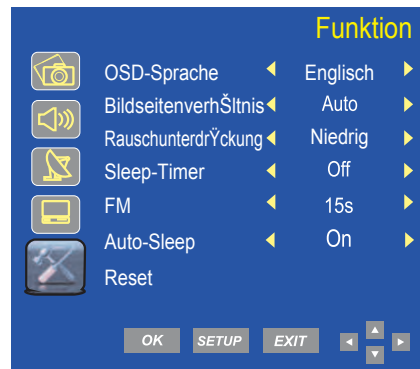 Funktion
OSD-Sprache Englisch
BildseitenverhŠltnis Auto
RauschunterdrŸckung Niedrig
Sleep-Timer Off
FM 15s
Auto-Sleep On
Reset
OK SETUP EXIT